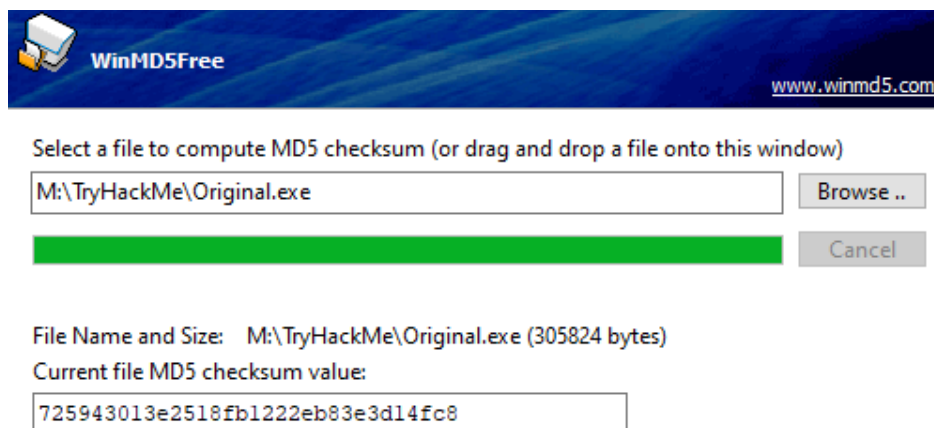 WinMD5Free
www.winmd5.com
Select a file to compute MD5 checksum (or drag and drop a file onto this window)
M:\TryHackMe\Original.exe
Browse ..
Cancel
File Name and Size: M:\TryHackMe\Original.exe (305824 bytes)
Current file MD5 checksum value:
725943013e2518fb1222eb83e3d14fc8